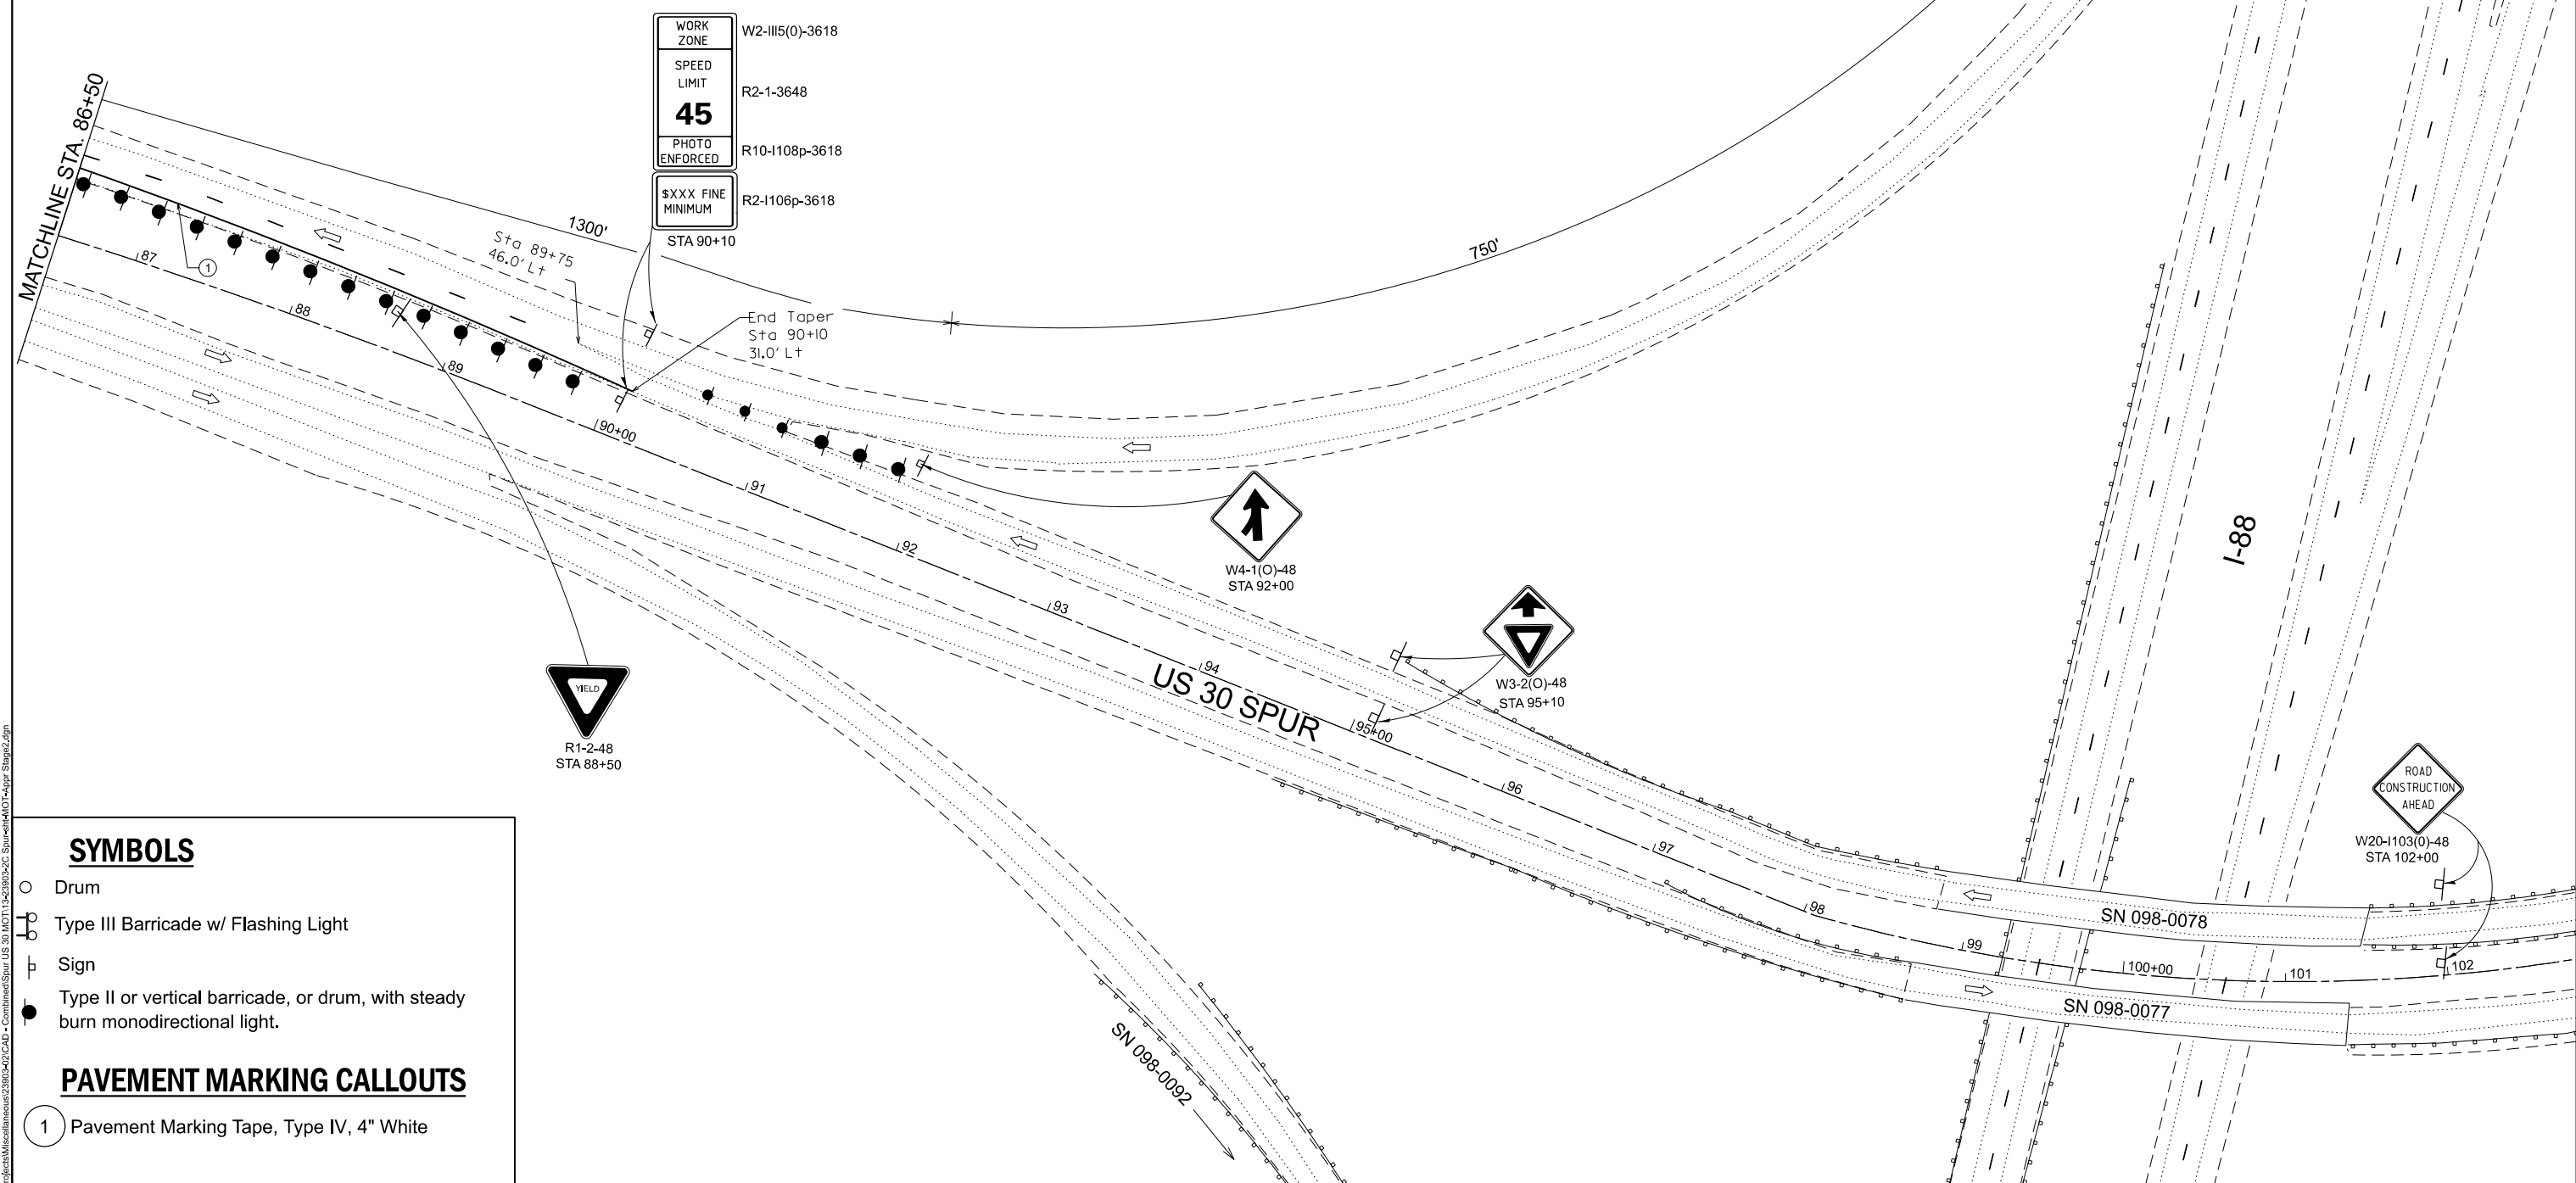 WORK
ZONE
W2-III5(0)-3618
SPEED
LIMIT
45
R2-1-3648
PHOTO
ENFORCED
R10-I108p-3618
$XXX FINE
MINIMUM
R2-I106p-3618
STA 90+10
MATCHLINE STA. 86+50
1300'
750'
Sta 89+75
46.0' Lt
End Taper
Sta 90+10
31.0' Lt
1
87
88
89
90+00
91
92
93
94
95+00
96
97
98
99
100+00
101
102
W4-1(O)-48
STA 92+00
W3-2(O)-48
STA 95+10
YIELD
R1-2-48
STA 88+50
US 30 SPUR
I-88
ROAD
CONSTRUCTION
AHEAD
W20-I103(0)-48
STA 102+00
SN 098-0078
SN 098-0077
SN 098-0092
SYMBOLS
Drum
Type III Barricade w/ Flashing Light
Sign
Type II or vertical barricade, or drum, with steady
burn monodirectional light.
PAVEMENT MARKING CALLOUTS
1 Pavement Marking Tape, Type IV, 4" White